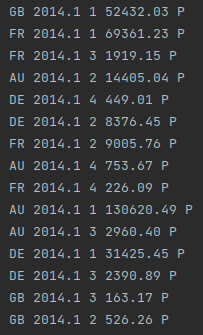 GB 2014.1 1 52432.03 P
FR 2014.1 1 69361.23 P
FR 2014.1 3 1919.15 P
AU 2014.1 2 14405.04 P
DE 2014.1 4 449.01 P
DE 2014.1 2 8376.45 P
FR 2014.1 2 9005.76 P
AU 2014.1 4 753.67 P
FR 2014.1 4 226.09 P
AU 2014.1 1 130620.49 P
AU 2014.1 3 2960.40 P
DE 2014.1 1 31425.45 P
DE 2014.1 3 2390.89 P
GB 2014.1 3 163.17 P
GB 2014.1 2 526.26 P